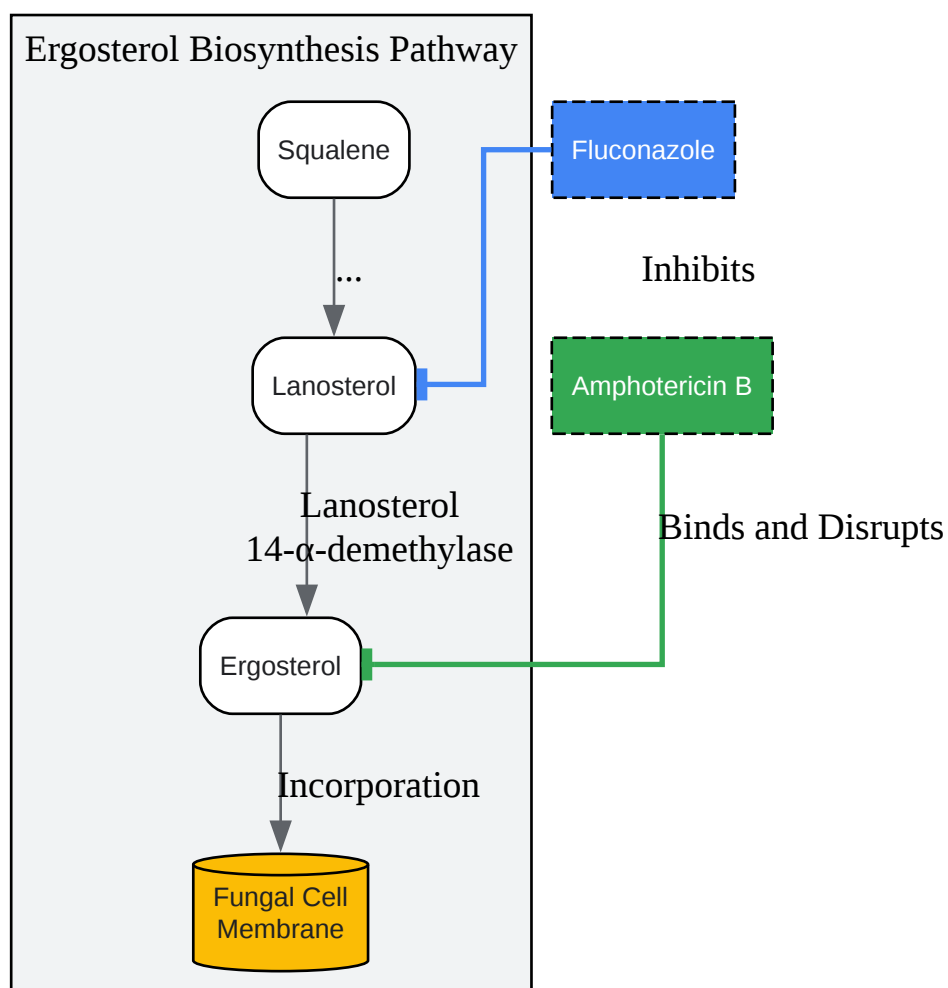 Ergosterol Biosynthesis Pathway
Squalene
Fluconazole
...
Inhibits
Lanosterol
Amphotericin B
Lanosterol
14-α-demethylase
Binds and Disrupts
Ergosterol
Incorporation
Fungal Cell
Membrane